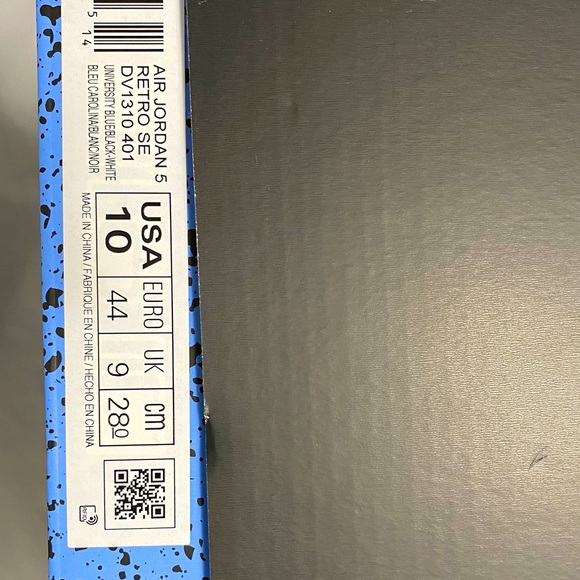 5 14
AIR JORDAN 5
RETRO SE
DV1310 401
UNIVERSITY BLUE/BLACK-WHITE
BLEU CAROLINA/BLANC/NOIR
USA EURO UK cm
10 44 9 28º
MADE IN CHINA / FABRIQUE EN CHINE / HECHO EN CHINA